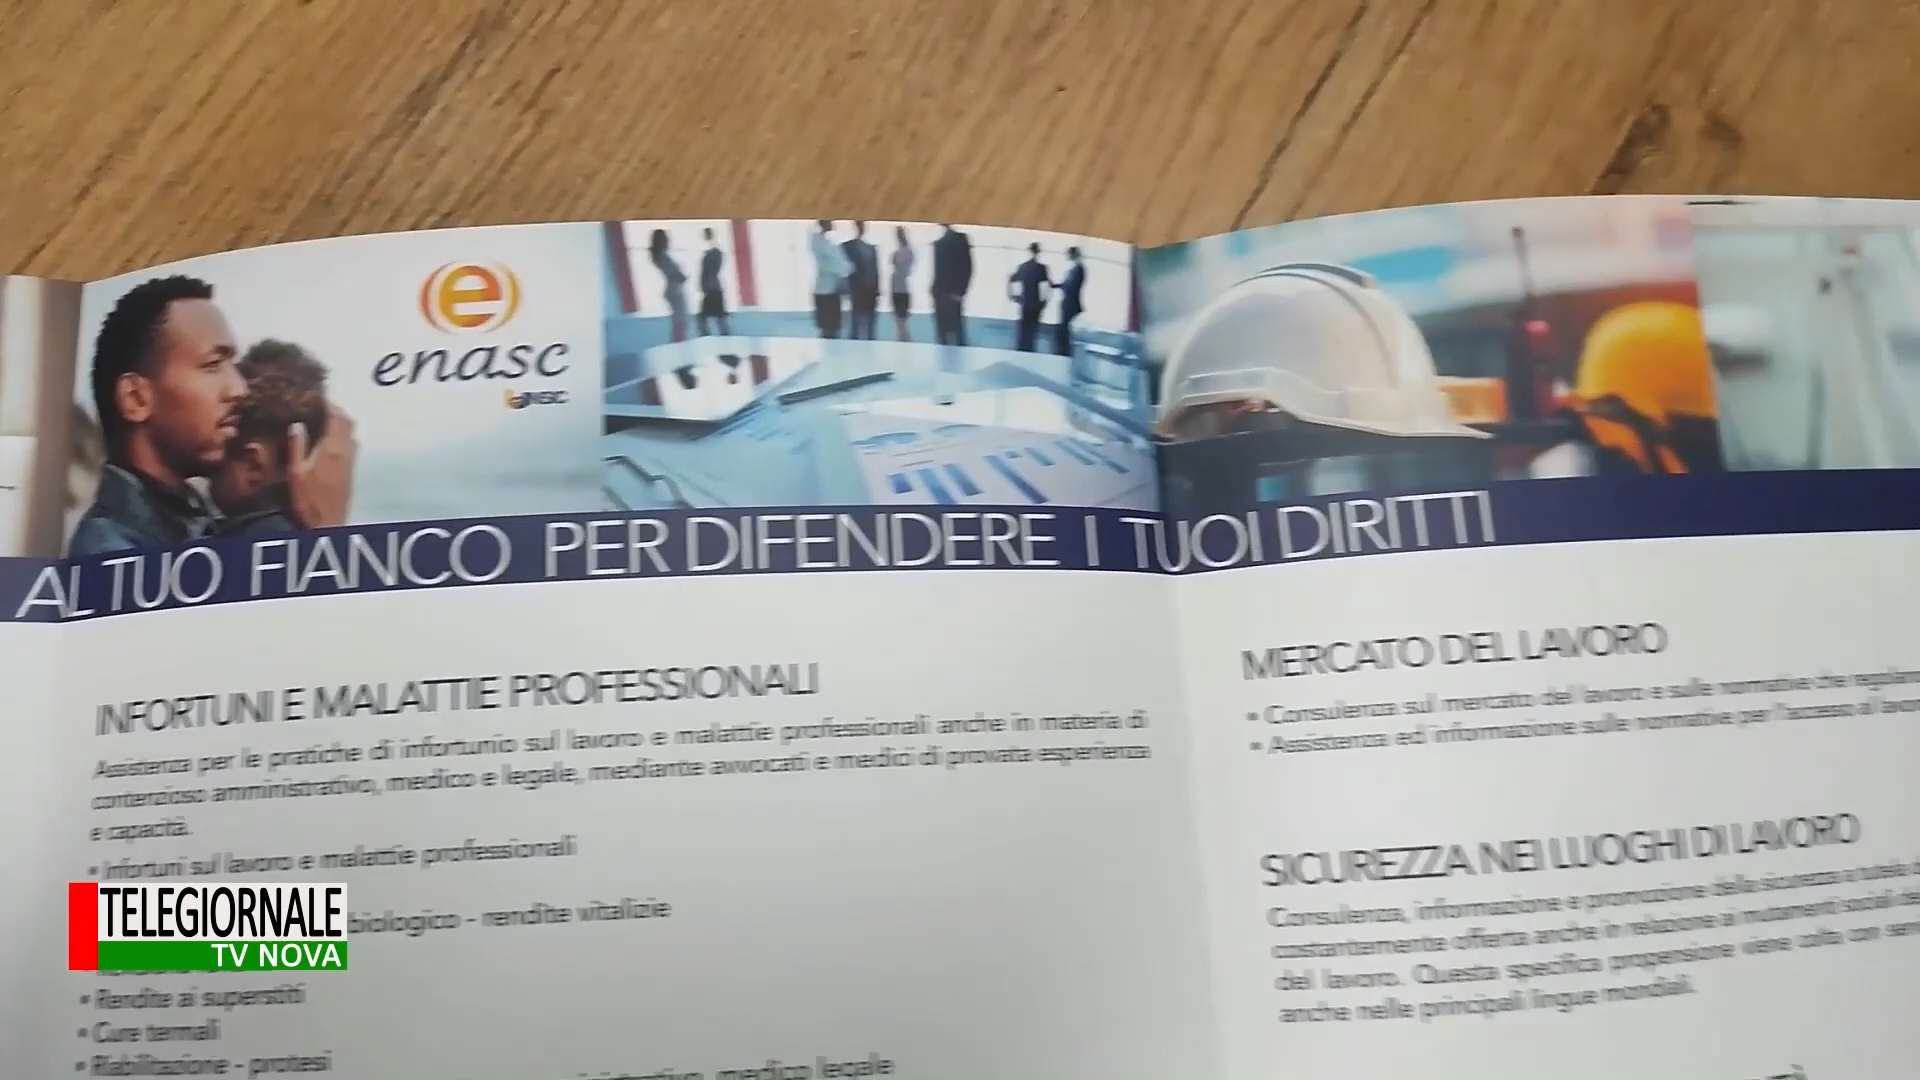 enasc
AL TUO FIANCO PER DIFENDERE I TUOI DIRITTI
INFORTUNI E MALATTIE PROFESSIONALI
Assistenza per le pratiche di infortunio sul lavoro e malattie professionali anche in materia di
contenzioso amministrativo, medico e legale, mediante avvocati e medici di provata esperienza
e capacità.
• Infortuni sul lavoro e malattie professionali
biologico - rendite vitalizie
• Rendite ai superstiti
• Cure termali
• Riabilitazione - protesi
medico legale
MERCATO DEL LAVORO
• Consulenza sul mercato del lavoro e sulle normative che
• Assistenza ed informazione sulle normative per l'accesso al
SICUREZZA NEI LUOGHI DI LAVORO
Consulenza, informazione e promozione della sicurezza a tutela
costantemente offerta anche in relazione ai mutamenti sociali
del lavoro. Questa specifica propensione viene colta con
anche nelle principali lingue mondiali.
TELEGIORNALE
TV NOVA